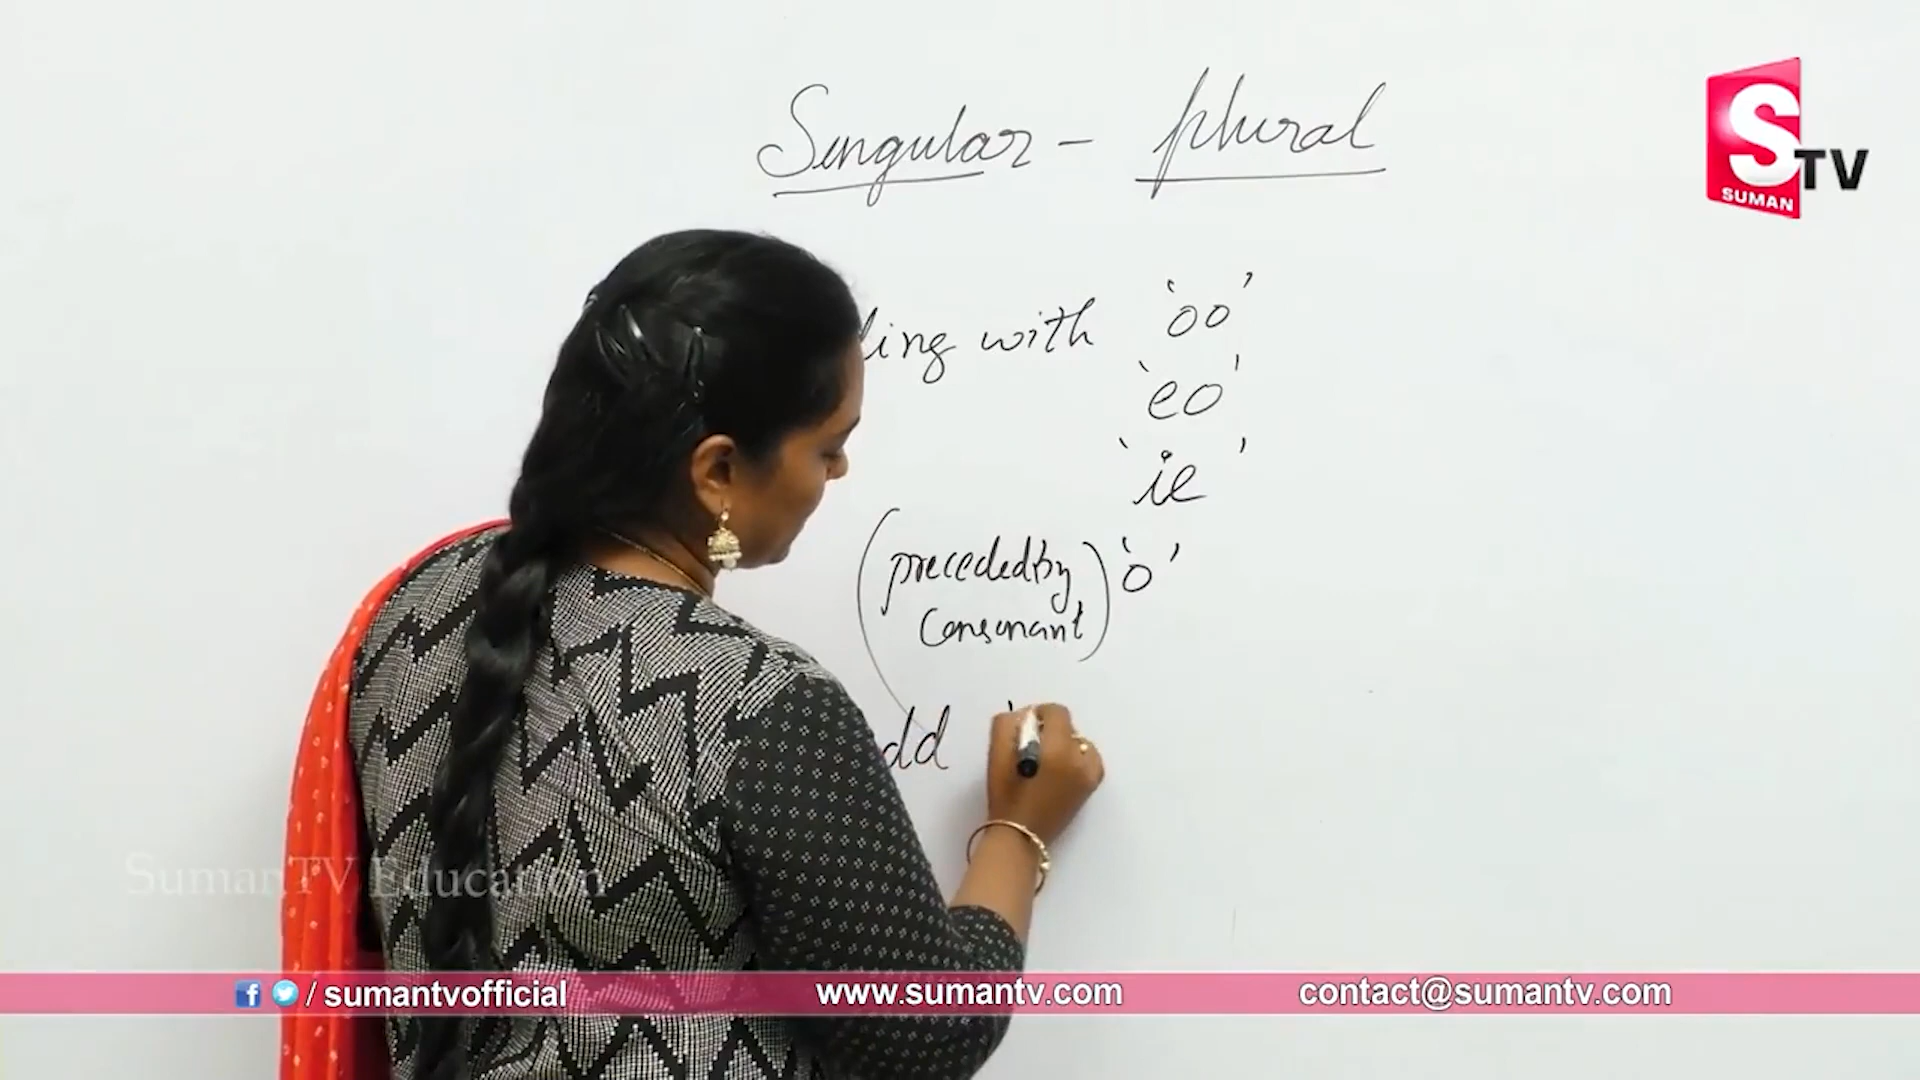 Singular - plural
S
TV
SUMAN
ling with 'oo'
'eo'
'ie'
(preceded by consonant) 'o'
dd '
SumanTV Education
/ sumantvofficial
www.sumantv.com
contact@sumantv.com